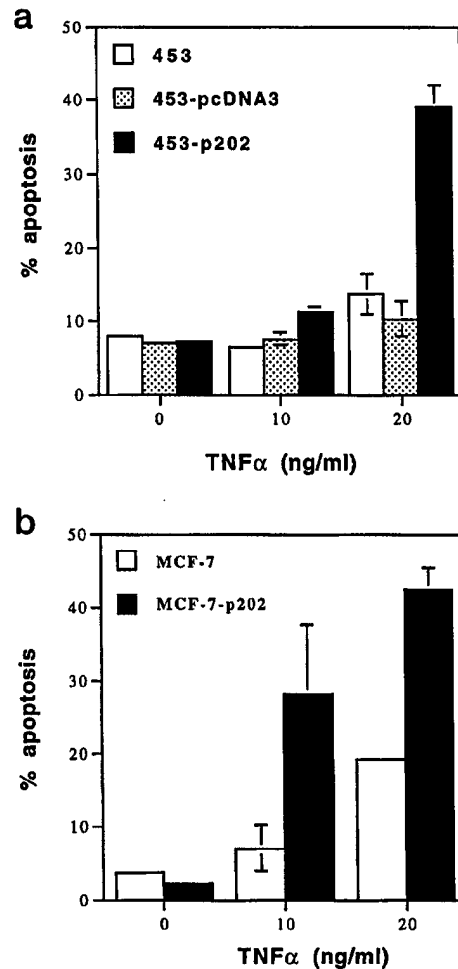 a
50
40
30
20
10
0
% apoptosis
453
453-pcDNA3
453-p202
0 10 20
TNFα (ng/ml)
b
50
40
30
20
10
0
% apoptosis
MCF-7
MCF-7-p202
0 10 20
TNFα (ng/ml)